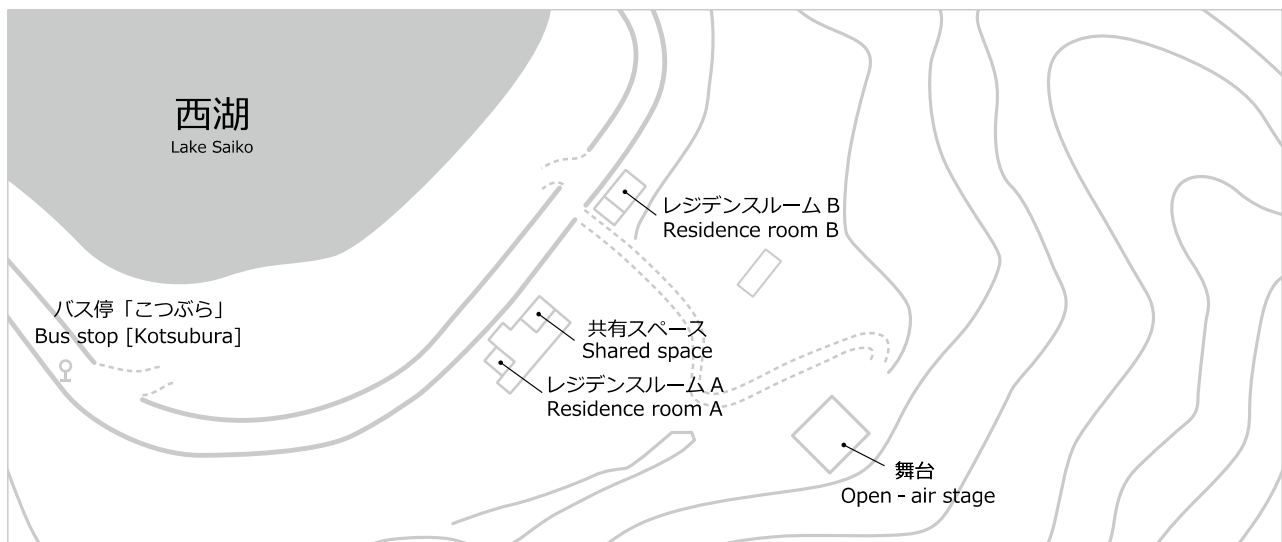 西湖
Lake Saiko
レジデンスルーム B
Residence room B
バス停「こつぶら」
Bus stop [Kotsubura]
共有スペース
Shared space
レジデンスルーム A
Residence room A
舞台
Open - air stage